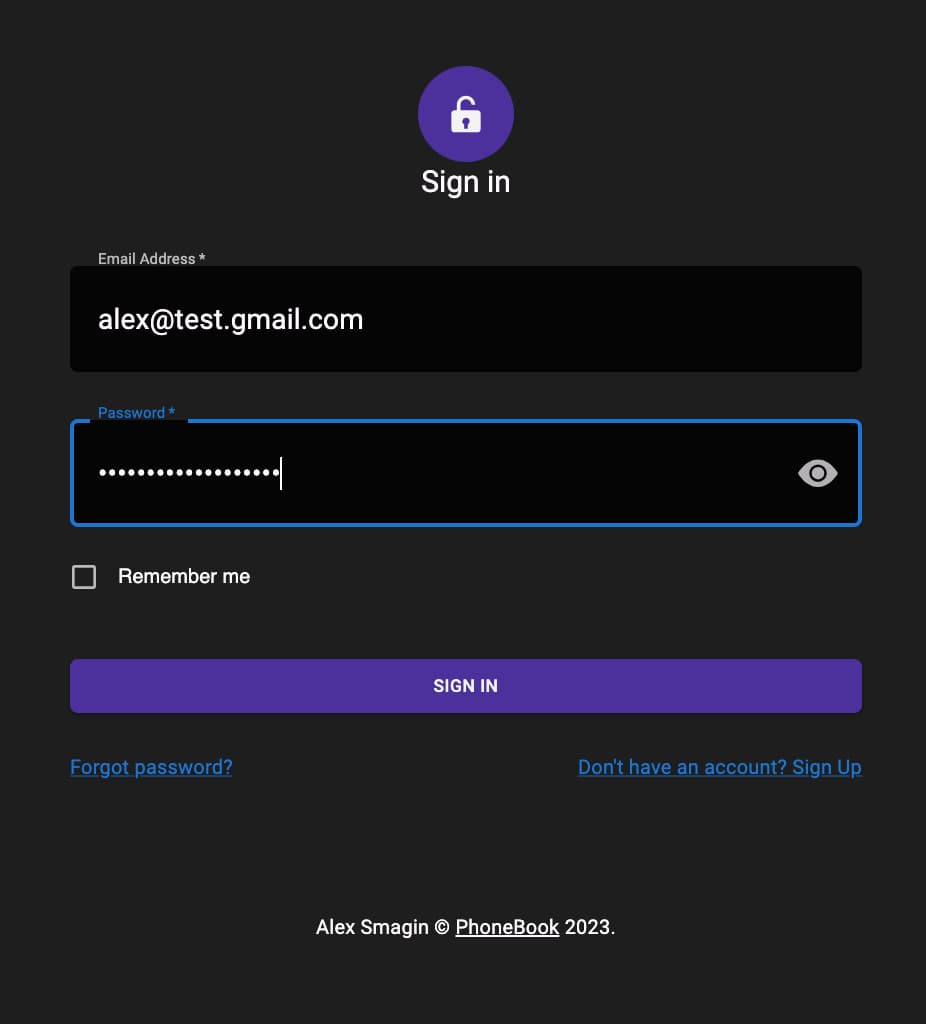 Sign in
Email Address *
alex@test.gmail.com
Password *
•••••••••••••••••••
Remember me
SIGN IN
Forgot password?
Don't have an account? Sign Up
Alex Smagin © PhoneBook 2023.